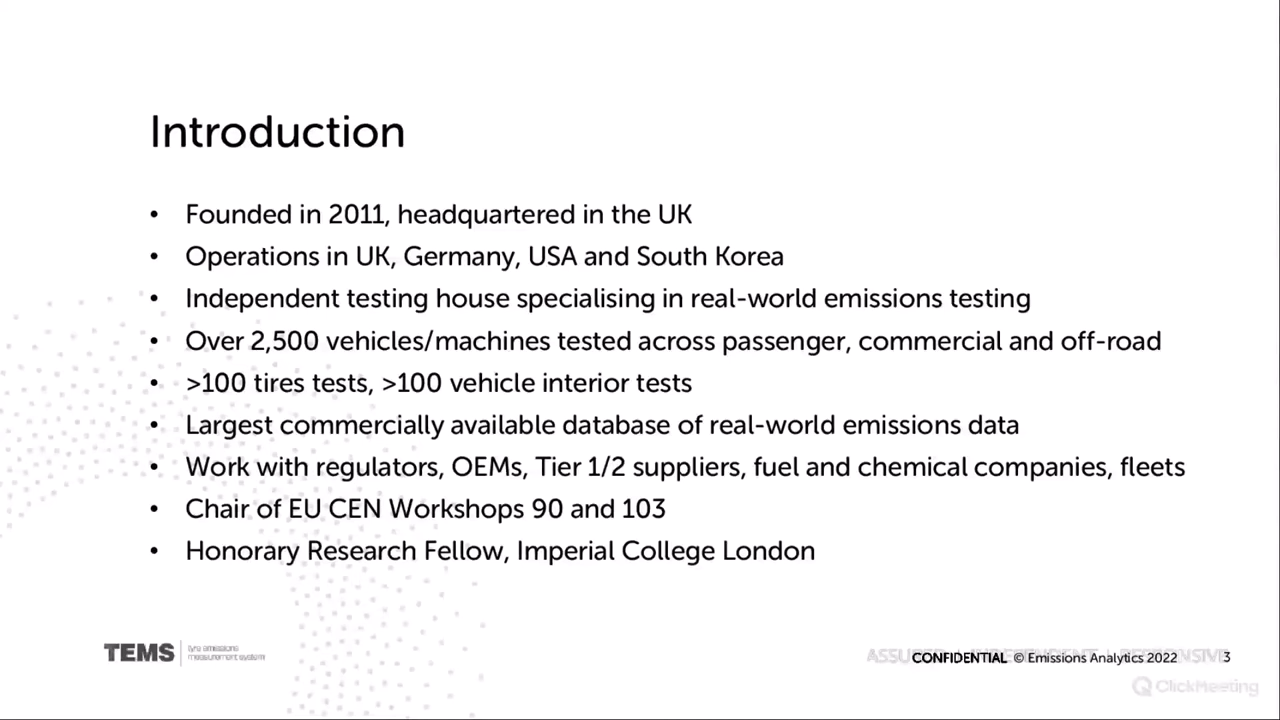 Introduction
• Founded in 2011, headquartered in the UK
• Operations in UK, Germany, USA and South Korea
• Independent testing house specialising in real-world emissions testing
• Over 2,500 vehicles/machines tested across passenger, commercial and off-road
• >100 tires tests, >100 vehicle interior tests
• Largest commercially available database of real-world emissions data
• Work with regulators, OEMs, Tier 1/2 suppliers, fuel and chemical companies, fleets
• Chair of EU CEN Workshops 90 and 103
• Honorary Research Fellow, Imperial College London
TEMS
tyre emissions
measurement system
CONFIDENTIAL © Emissions Analytics 2022
3
ClickMeeting